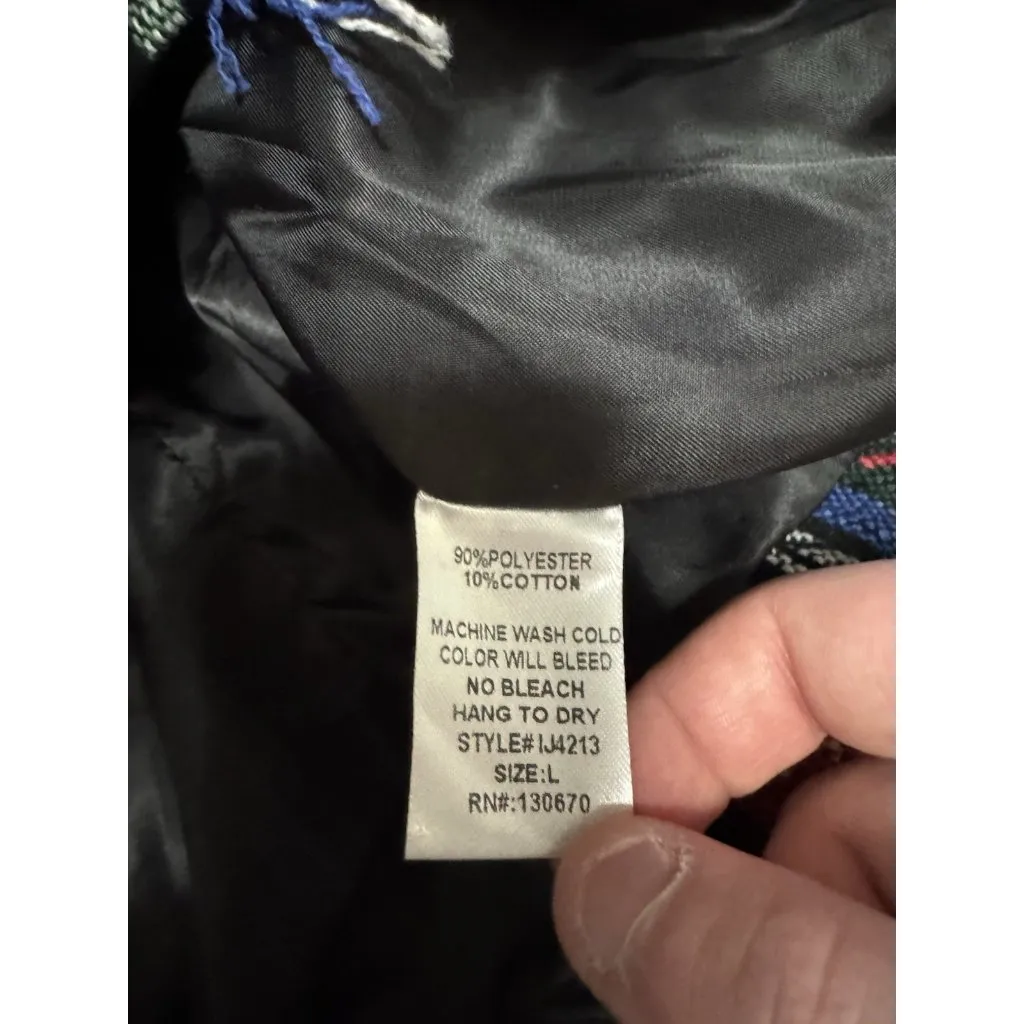 90%POLYESTER
10%COTTON
MACHINE WASH COLD
COLOR WILL BLEED
NO BLEACH
HANG TO DRY
STYLE#IJ4213
SIZE:L
RN#:130670